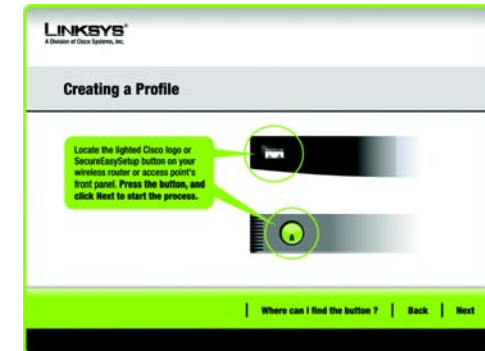 LINKSYS®
A Division of Cisco Systems, Inc.
Creating a Profile
Locate the lighted Cisco logo or
SecureEasySetup button on your
wireless router or access point's
front panel. Press the button, and
click Next to start the process.
Where can I find the button ? | Back | Next